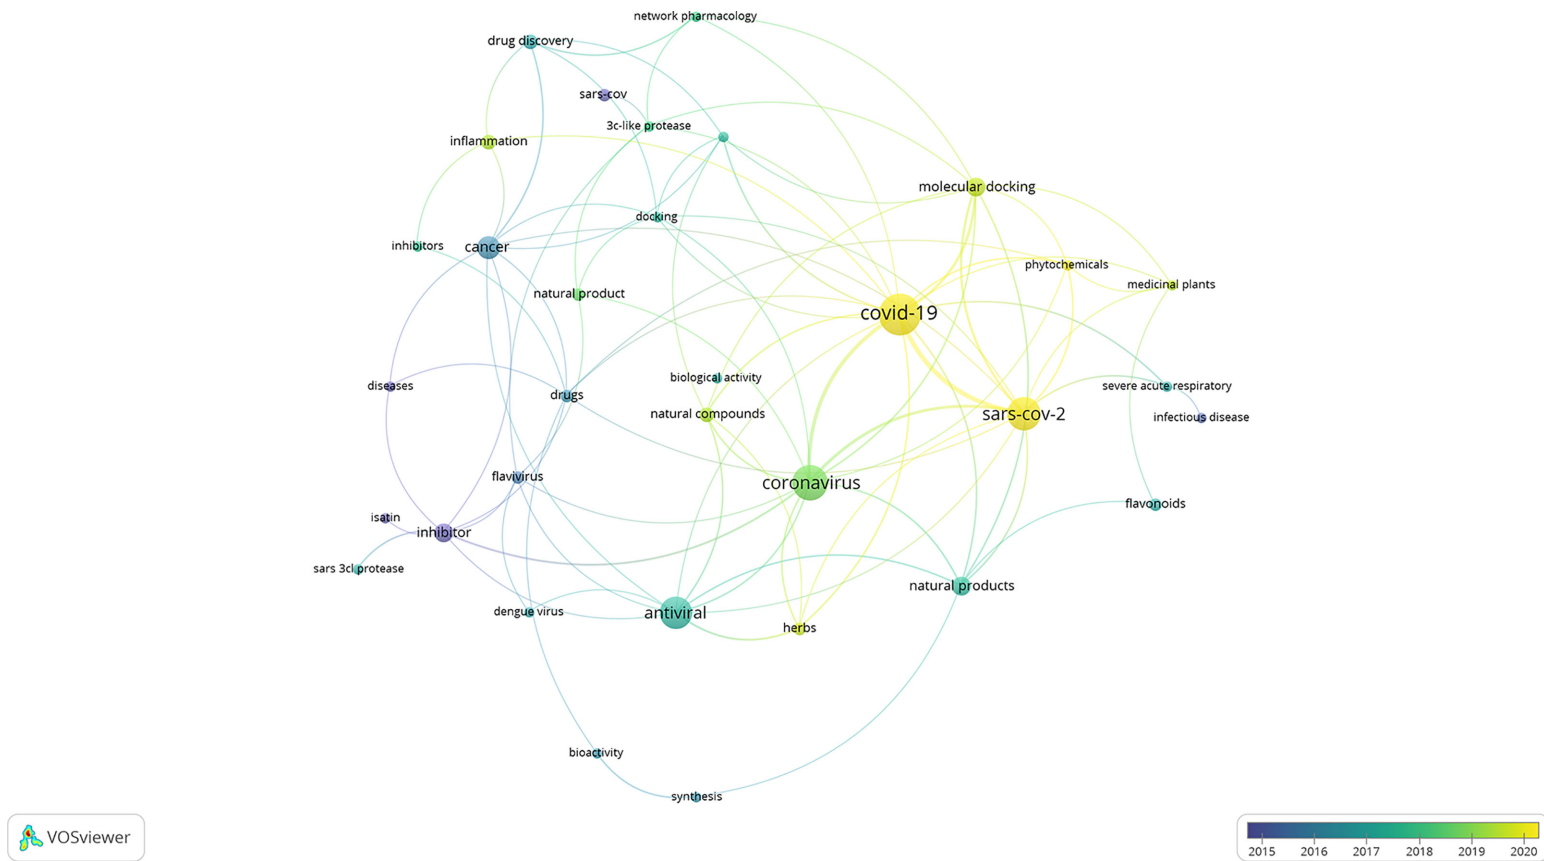 network pharmacology
drug discovery
sars-cov
3c-like protease
inflammation
molecular docking
docking
inhibitors
cancer
phytochemicals
medicinal plants
natural product
covid-19
biological activity
diseases
severe acute respiratory
drugs
natural compounds
sars-cov-2
infectious disease
flavivirus
coronavirus
flavonoids
isatin
inhibitor
sars 3cl protease
natural products
dengue virus
antiviral
herbs
bioactivity
synthesis
VOSviewer
2015 2016 2017 2018 2019 2020